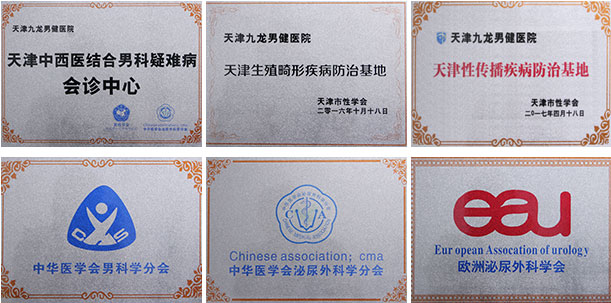 天津九龙男健医院
天津中西医结合男科疑难病
会诊中心
天津九龙男健医院
天津生殖畸形疾病防治基地
天津市性学会
二零一六年十月十八日
天津九龙男健医院
天津性传播疾病防治基地
天津市性学会
二〇一七年四月十八日
中华医学会男科学分会
C A
Chinese association; cma
中华医学会泌尿外科学分会
eau
Eur opean Assocation of urology
欧洲泌尿外科学会